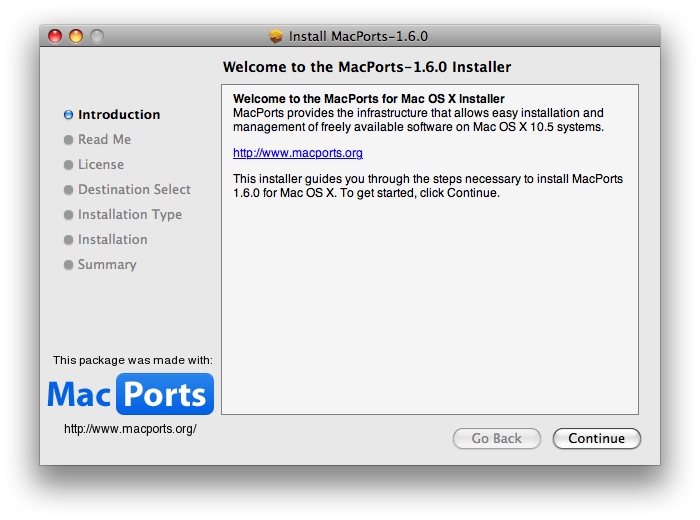 Install MacPorts-1.6.0
Welcome to the MacPorts-1.6.0 Installer
Introduction
Read Me
License
Destination Select
Installation Type
Installation
Summary
Welcome to the MacPorts for Mac OS X Installer
MacPorts provides the infrastructure that allows easy installation and
management of freely available software on Mac OS X 10.5 systems.
http://www.macports.org
This installer guides you through the steps necessary to install MacPorts
1.6.0 for Mac OS X. To get started, click Continue.
This package was made with:
Mac Ports
http://www.macports.org/
Go Back
Continue